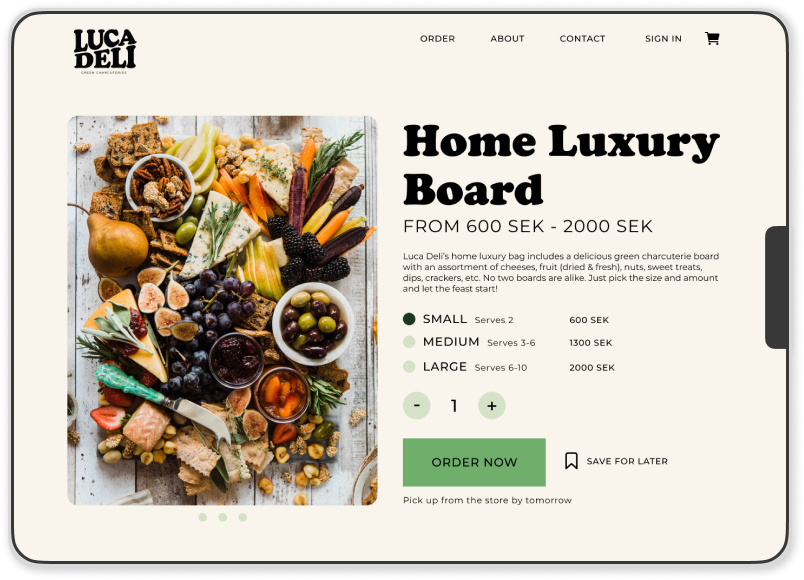 LUCA
DELI
GREEN CHARCUTERIES
ORDER ABOUT CONTACT SIGN IN
Home Luxury
Board
FROM 600 SEK - 2000 SEK
Luca Deli's home luxury bag includes a delicious green charcuterie board
with an assortment of cheeses, fruit (dried & fresh), nuts, sweet treats,
dips, crackers, etc. No two boards are alike. Just pick the size and amount
and let the feast start!
SMALL Serves 2 600 SEK
MEDIUM Serves 3-6 1300 SEK
LARGE Serves 6-10 2000 SEK
- 1 +
ORDER NOW SAVE FOR LATER
Pick up from the store by tomorrow